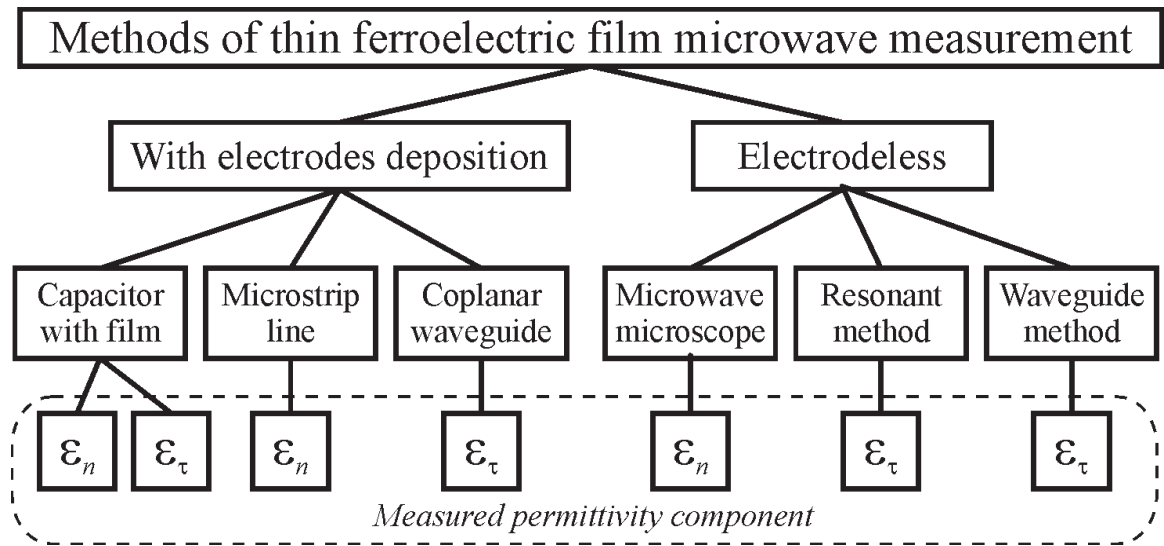 Methods of thin ferroelectric film microwave measurement
With electrodes deposition
Electrodeless
Capacitor
with film
Microstrip
line
Coplanar
waveguide
Microwave
microscope
Resonant
method
Waveguide
method
εn
ετ
εn
ετ
εn
ετ
ετ
Measured permittivity component